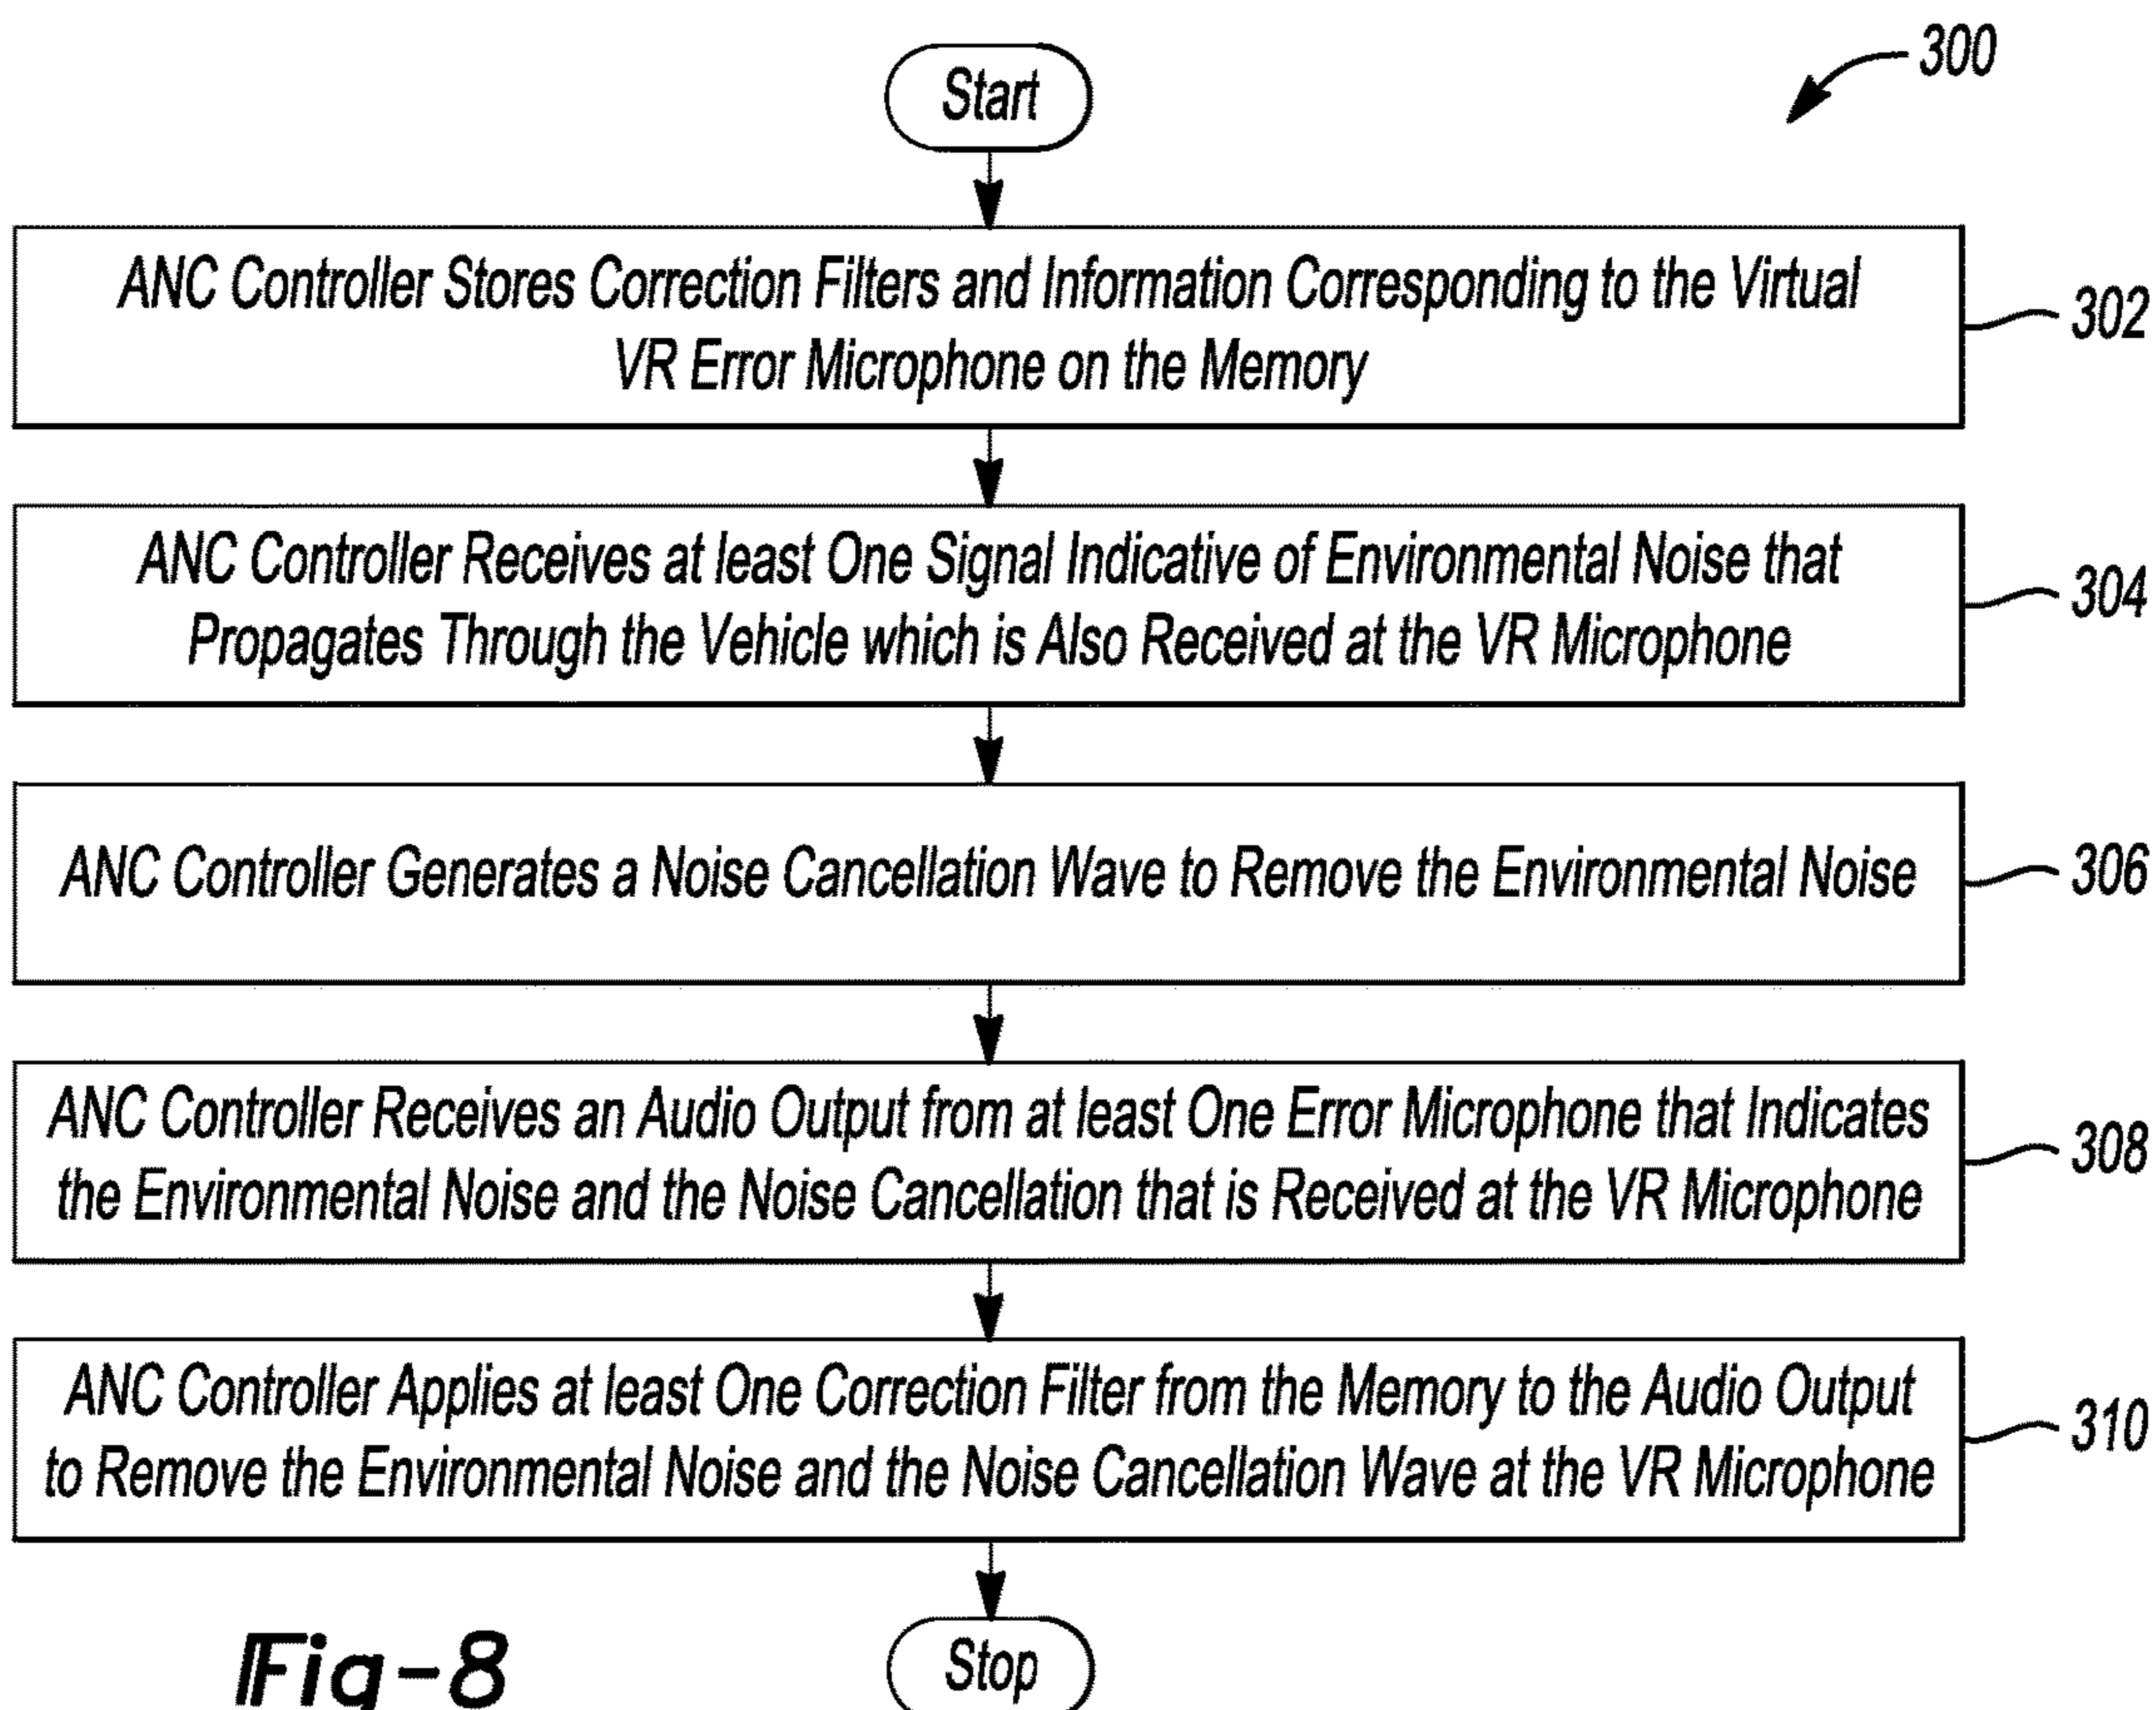 300
Start
ANC Controller Stores Correction Filters and Information Corresponding to the Virtual
VR Error Microphone on the Memory
302
ANC Controller Receives at least One Signal Indicative of Environmental Noise that
Propagates Through the Vehicle which is Also Received at the VR Microphone
304
ANC Controller Generates a Noise Cancellation Wave to Remove the Environmental Noise
306
ANC Controller Receives an Audio Output from at least One Error Microphone that Indicates
the Environmental Noise and the Noise Cancellation that is Received at the VR Microphone
308
ANC Controller Applies at least One Correction Filter from the Memory to the Audio Output
to Remove the Environmental Noise and the Noise Cancellation Wave at the VR Microphone
310
Stop
Fig-8